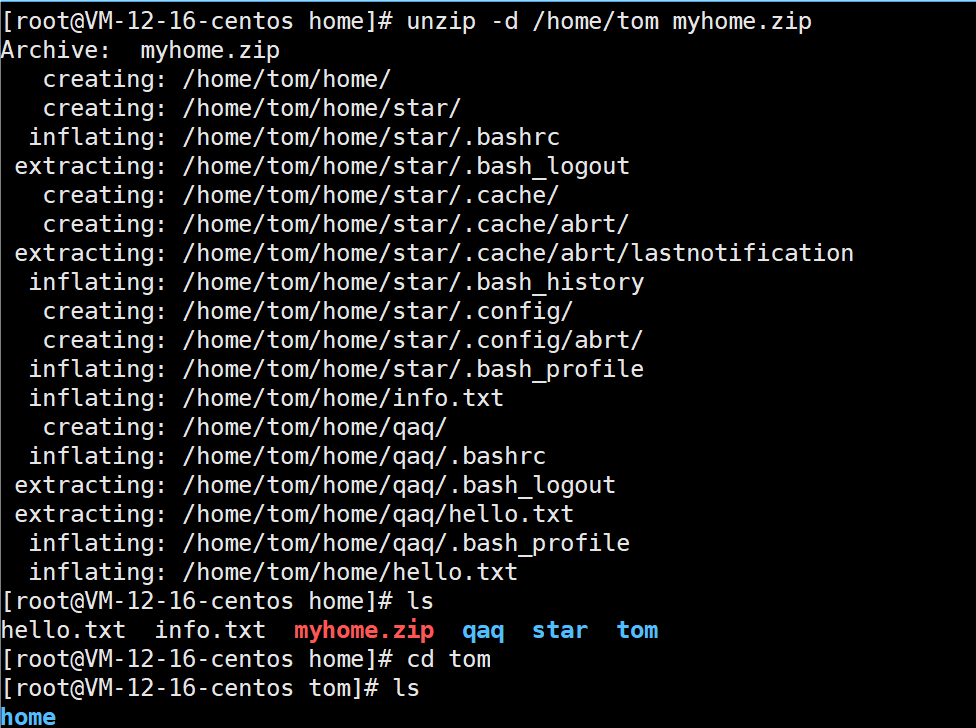 [root@VM-12-16-centos home]# unzip -d /home/tom myhome.zip
Archive:  myhome.zip
   creating: /home/tom/home/
   creating: /home/tom/home/star/
  inflating: /home/tom/home/star/.bashrc
 extracting: /home/tom/home/star/.bash_logout
   creating: /home/tom/home/star/.cache/
   creating: /home/tom/home/star/.cache/abrt/
 extracting: /home/tom/home/star/.cache/abrt/lastnotification
  inflating: /home/tom/home/star/.bash_history
   creating: /home/tom/home/star/.config/
   creating: /home/tom/home/star/.config/abrt/
  inflating: /home/tom/home/star/.bash_profile
  inflating: /home/tom/home/info.txt
   creating: /home/tom/home/qaq/
  inflating: /home/tom/home/qaq/.bashrc
 extracting: /home/tom/home/qaq/.bash_logout
 extracting: /home/tom/home/qaq/hello.txt
  inflating: /home/tom/home/qaq/.bash_profile
  inflating: /home/tom/home/hello.txt
[root@VM-12-16-centos home]# ls
hello.txt  info.txt  myhome.zip  qaq  star  tom
[root@VM-12-16-centos home]# cd tom
[root@VM-12-16-centos tom]# ls
home